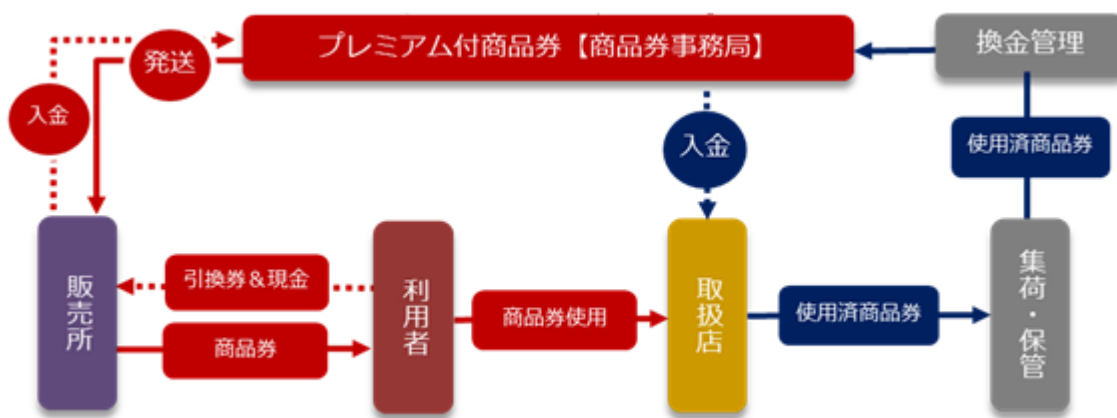 プレミアム付商品券【商品券事務局】
換金管理
発送
入金
入金
使用済商品券
販売所
引換券＆現金
商品券
利用者
商品券使用
取扱店
使用済商品券
集荷・保管